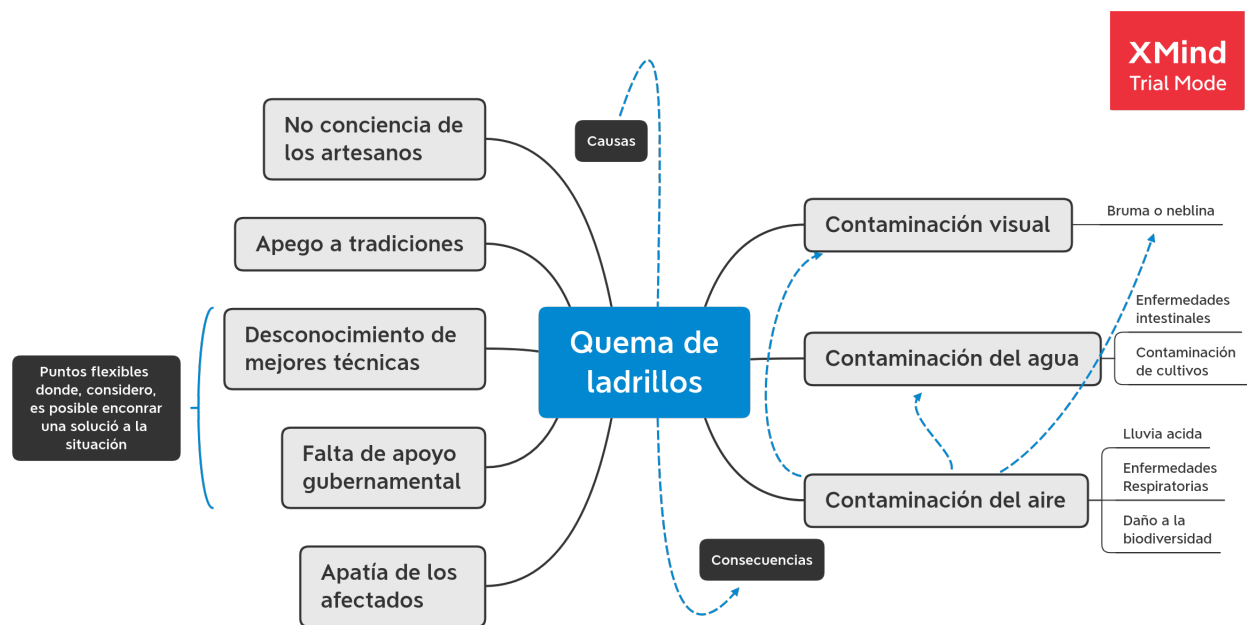 XMind
Trial Mode
No conciencia de
los artesanos
Causas
Apego a tradiciones
Desconocimiento de
mejores técnicas
Puntos flexibles
donde, considero,
es posible enconrar
una solució a la
situación
Falta de apoyo
gubernamental
Apatía de los
afectados
Quema de
ladrillos
Contaminación visual
Bruma o neblina
Contaminación del agua
Enfermedades
intestinales
Contaminación
de cultivos
Contaminación del aire
Lluvia acida
Enfermedades
Respiratorias
Daño a la
biodiversidad
Consecuencias